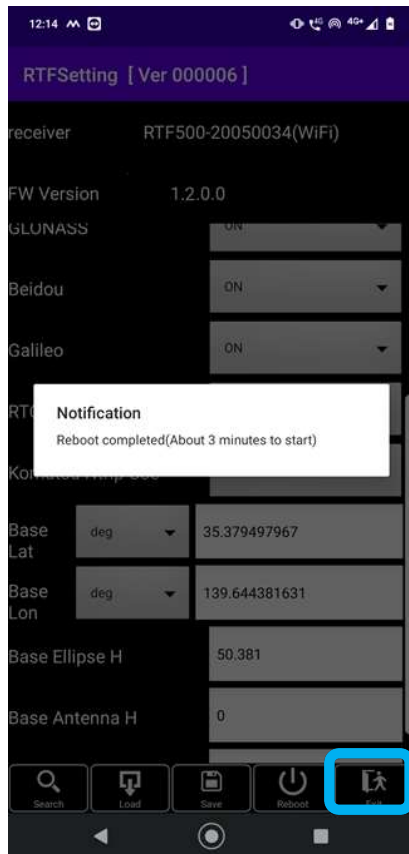 12:14
4G
4G+
RTFSetting [ Ver 000006 ]
receiver RTF500-20050034(WiFi)
FW Version 1.2.0.0
GLONASS ON
Beidou ON
Galileo ON
Notification
Reboot completed(About 3 minutes to start)
Base Lat deg 35.379497967
Base Lon deg 139.644381631
Base Ellipse H 50.381
Base Antenna H 0
Search Load Save Reboot Exit